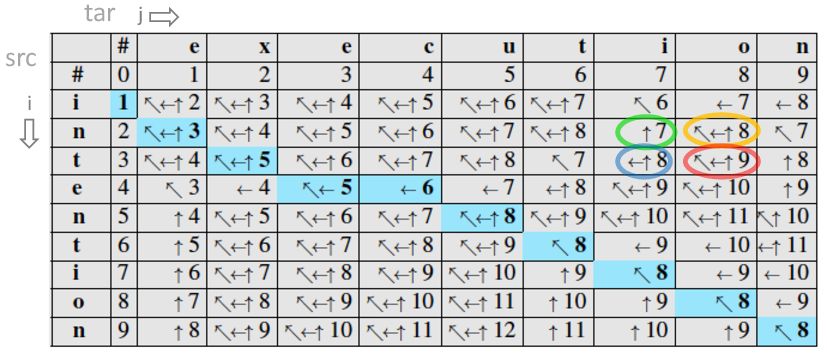 tar j
src
i
# e x e c u t i o n
# 0 1 2 3 4 5 6 7 8 9
i 1 ↖←↑ 2 ↖←↑ 3 ↖←↑ 4 ↖←↑ 5 ↖←↑ 6 ↖←↑ 7 ↖ 6 ← 7 ← 8
n 2 ↖←↑ 3 ↖←↑ 4 ↖←↑ 5 ↖←↑ 6 ↖←↑ 7 ↖←↑ 8 ↑ 7 ↖←↑ 8 ↖ 7
t 3 ↖←↑ 4 ↖←↑ 5 ↖←↑ 6 ↖←↑ 7 ↖←↑ 8 ↖ 7 ←↑ 8 ↖←↑ 9 ↑ 8
e 4 ↖ 3 ← 4 ↖← 5 ← 6 ← 7 ←↑ 8 ↖←↑ 9 ↖←↑ 10 ↑ 9
n 5 ↑ 4 ↖←↑ 5 ↖←↑ 6 ↖←↑ 7 ↖←↑ 8 ↖←↑ 9 ↖←↑ 10 ↖←↑ 11 ↖↑ 10
t 6 ↑ 5 ↖←↑ 6 ↖←↑ 7 ↖←↑ 8 ↖←↑ 9 ↖ 8 ← 9 ← 10 ←↑ 11
i 7 ↑ 6 ↖←↑ 7 ↖←↑ 8 ↖←↑ 9 ↖←↑ 10 ↑ 9 ↖ 8 ← 9 ← 10
o 8 ↑ 7 ↖←↑ 8 ↖←↑ 9 ↖←↑ 10 ↖←↑ 11 ↑ 10 ↑ 9 ↖ 8 ← 9
n 9 ↑ 8 ↖←↑ 9 ↖←↑ 10 ↖←↑ 11 ↖←↑ 12 ↑ 11 ↑ 10 ↑ 9 ↖ 8